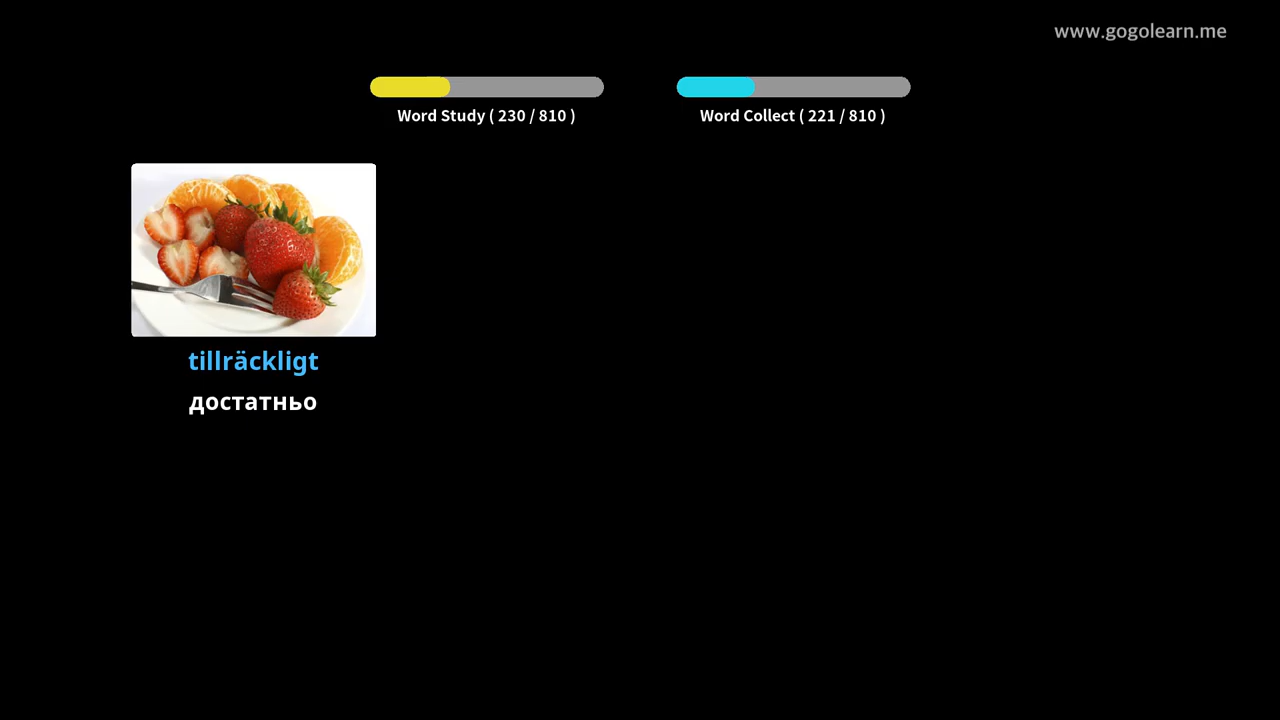 www.gogolearn.me
Word Study ( 230 / 810 )
Word Collect ( 221 / 810 )
tillräckligt
достатньо